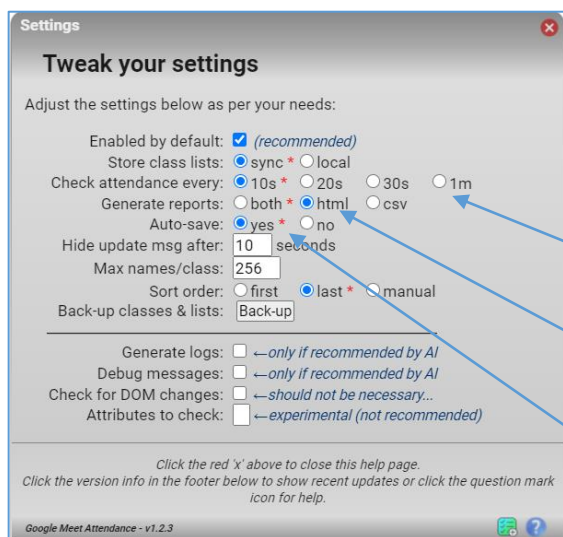 Settings
Tweak your settings
Adjust the settings below as per your needs:
Enabled by default: (recommended)
Store class lists: sync * local
Check attendance every: 10s * 20s 30s 1m
Generate reports: both * html csv
Auto-save: yes * no
Hide update msg after: 10 seconds
Max names/class: 256
Sort order: first last * manual
Back-up classes & lists: Back-up
Generate logs: ←only if recommended by AI
Debug messages: ←only if recommended by AI
Check for DOM changes: ←should not be necessary...
Attributes to check: ←experimental (not recommended)
Click the red 'x' above to close this help page.
Click the version info in the footer below to show recent updates or click the question mark
icon for help.
Google Meet Attendance - v1.2.3